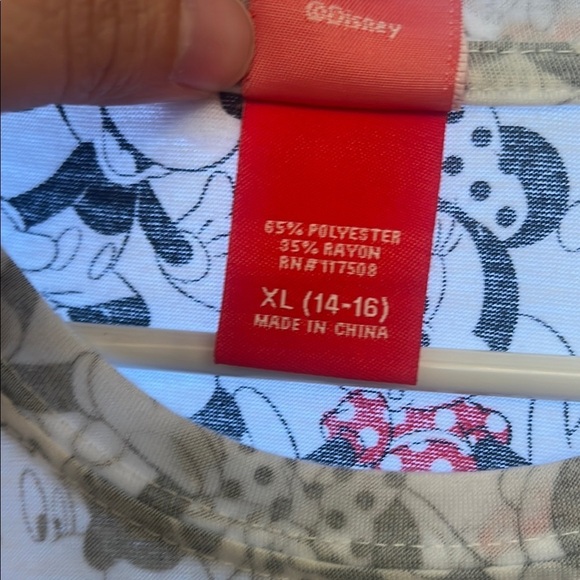 ©Disney
65% POLYESTER
35% RAYON
RN#117508
XL (14-16)
MADE IN CHINA